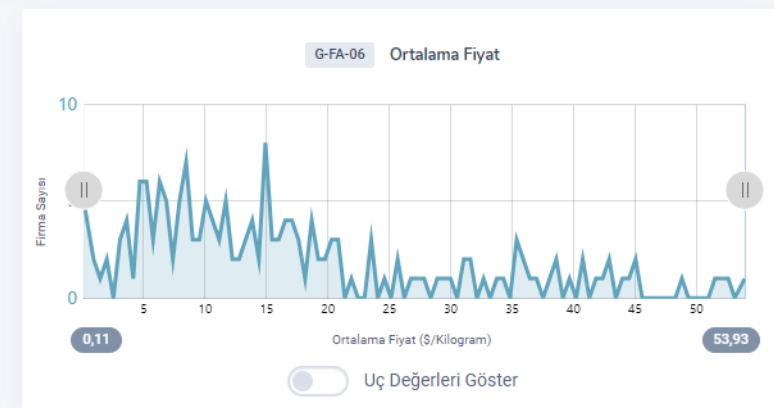 G-FA-06 Ortalama Fiyat
10
Firma Sayısı
0
5 10 15 20 25 30 35 40 45 50
0,11 Ortalama Fiyat ($/Kilogram) 53,93
Uç Değerleri Göster